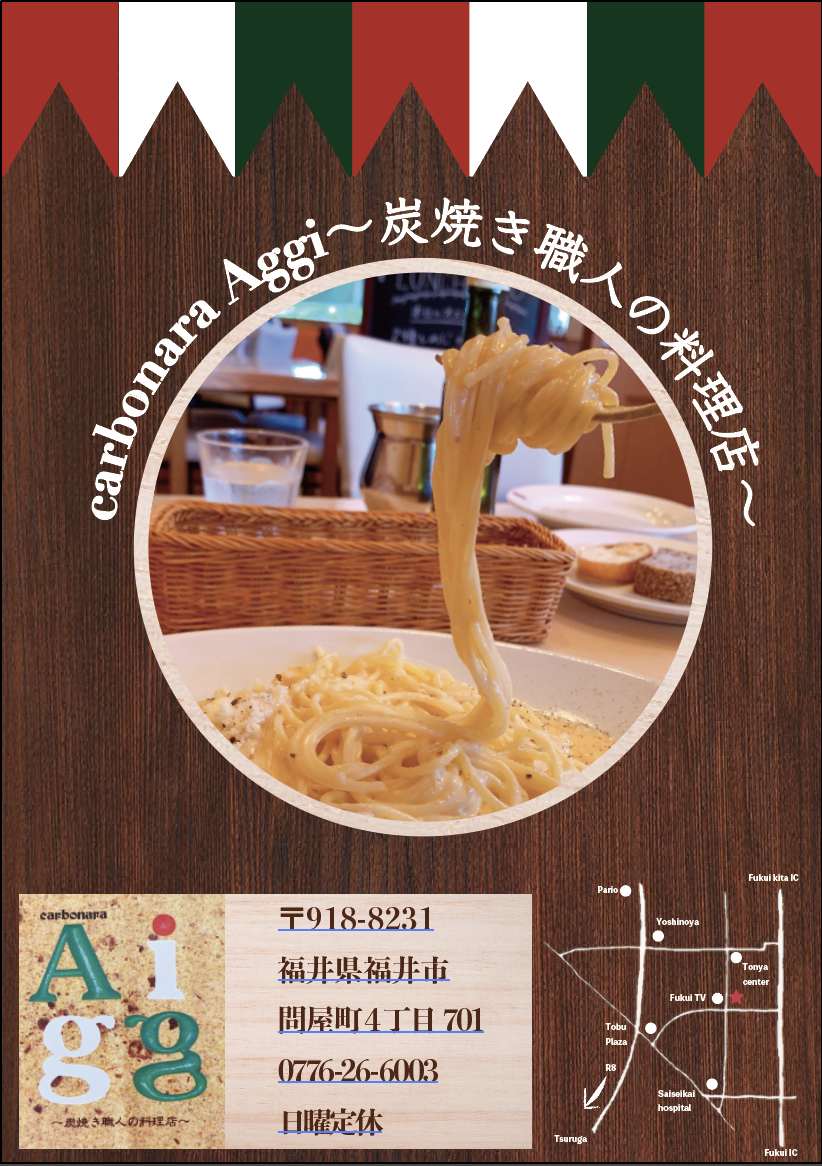 carbonara Aggi～炭焼き職人の料理店～
carbonara
Ai
gg
～炭焼き職人の料理店～
〒918-8231
福井県福井市
問屋町4丁目 701
0776-26-6003
日曜定休
Fukui kita IC
Pario
Yoshinoya
Tonya
center
Fukui TV
Tobu
Plaza
R8
Saiseikai
hospital
Tsuruga
Fukui IC